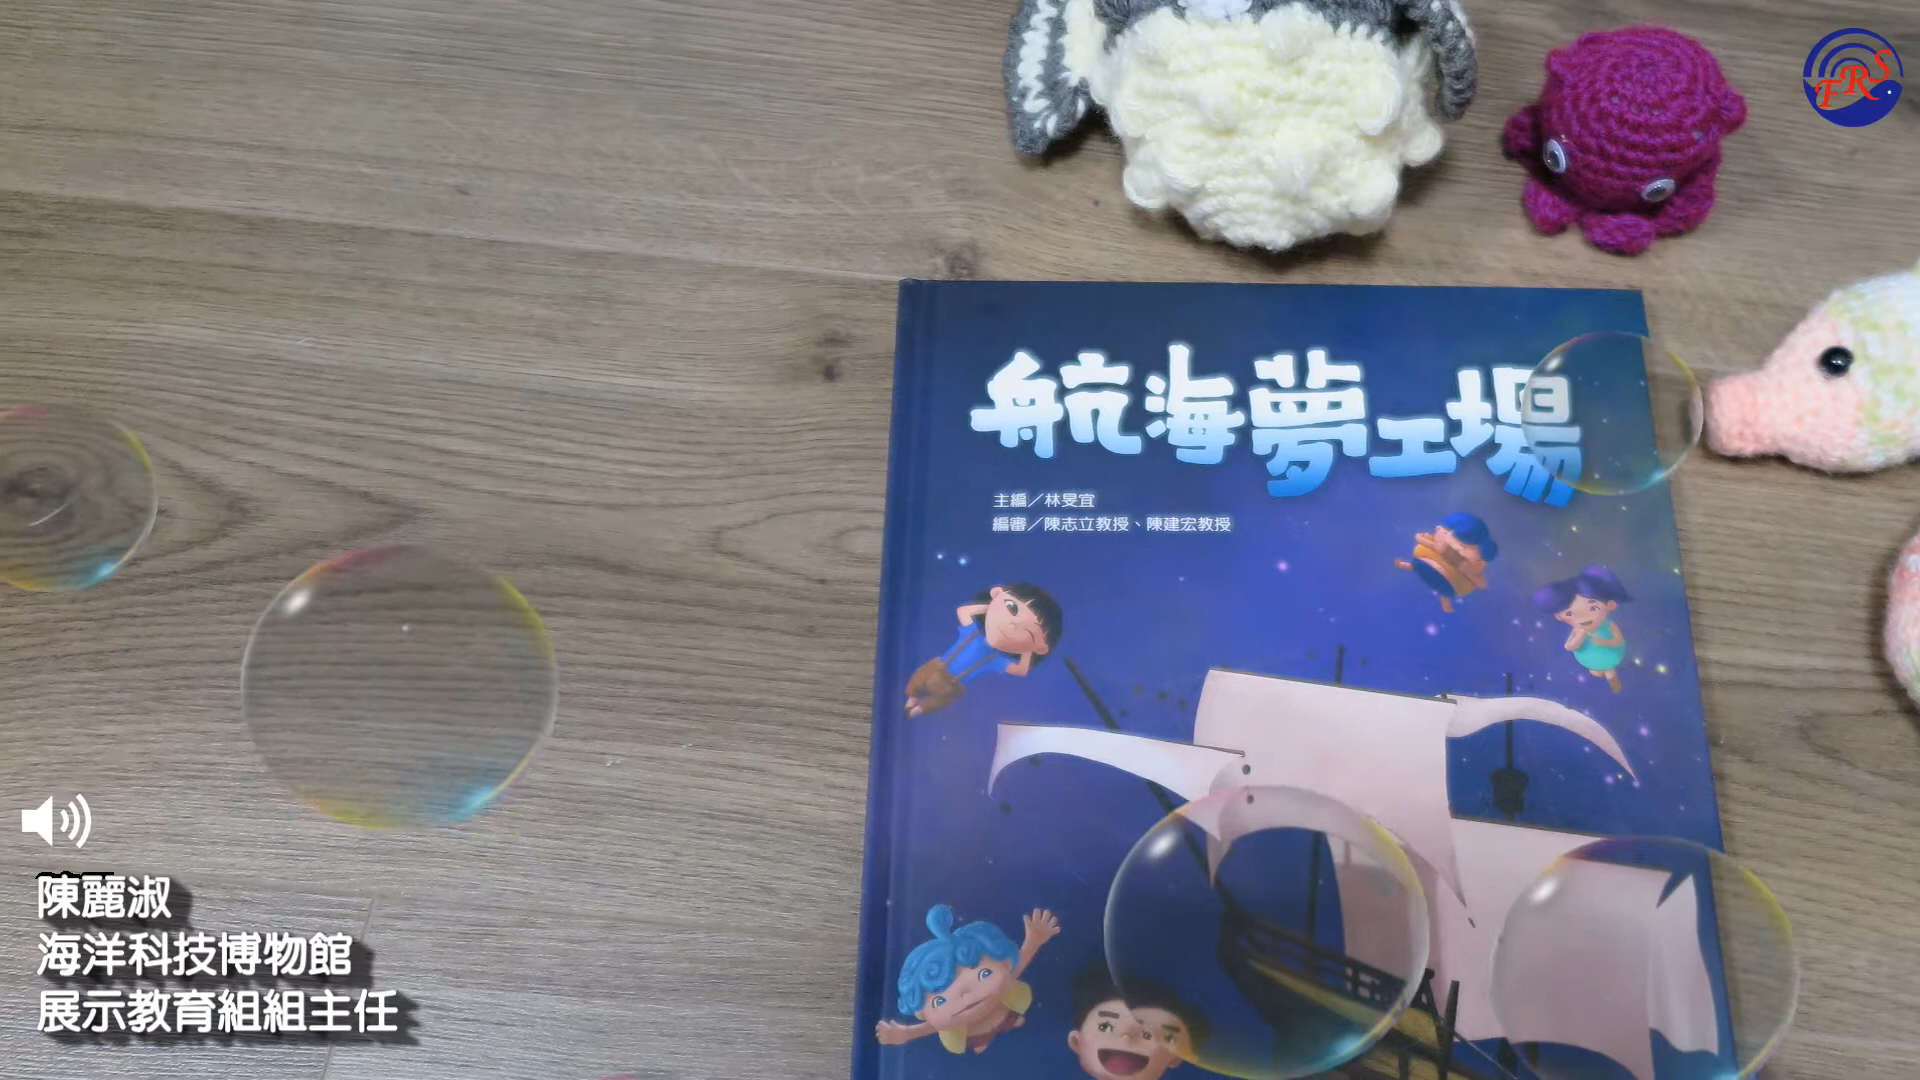 FRS
航海夢工場
主編／林旻宜
編審／陳志立教授、陳建宏教授
陳麗淑
海洋科技博物館
展示教育組組主任